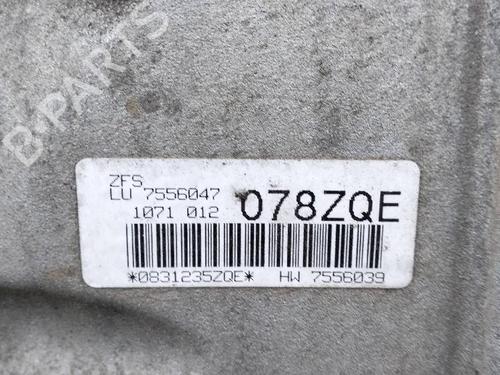 B-PARTS
ZFS
LU 7556047
1071 012 078ZQE
*0831235ZQE* HW 7556039